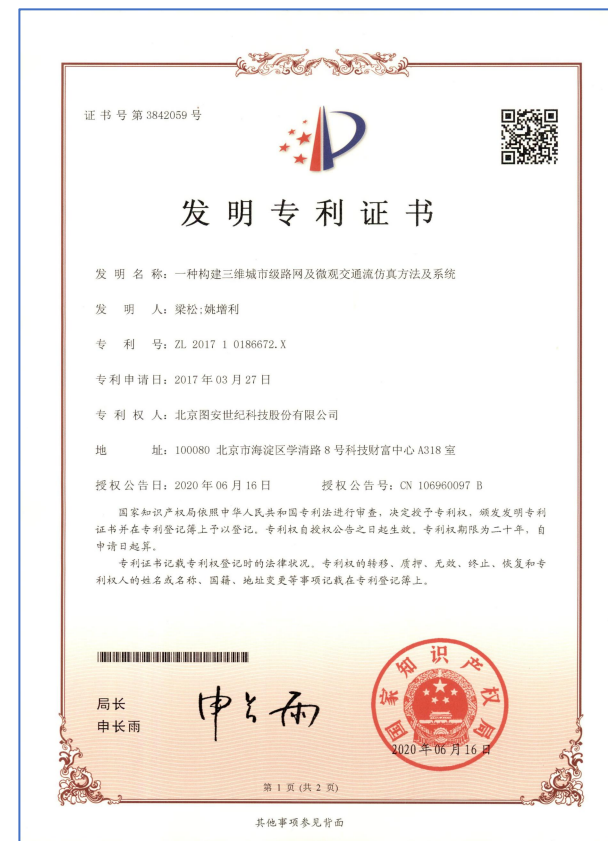 证书号第3842059号
发明专利证书
发 明 名 称：一种构建三维城市级路网及微观交通流仿真方法及系统
发 明 人：梁松;姚增利
专 利 号：ZL 2017 1 0186672.X
专利申请日：2017年03月27日
专 利 权 人：北京图安世纪科技股份有限公司
地 址：100080 北京市海淀区学清路8号科技财富中心A318室
授权公告日：2020年06月16日 授权公告号：CN 106960097 B
国家知识产权局依照中华人民共和国专利法进行审查，决定授予专利权，颁发发明专利
证书并在专利登记簿上予以登记。专利权自授权公告之日起生效。专利权期限为二十年，自
申请日起算。
专利证书记载专利权登记时的法律状况。专利权的转移、质押、无效、终止、恢复和专
利权人的姓名或名称、国籍、地址变更等事项记载在专利登记簿上。
局长
申长雨
申长雨
国家知识产权局
2020年06月16日
第 1 页 (共 2 页)
其他事项参见背面